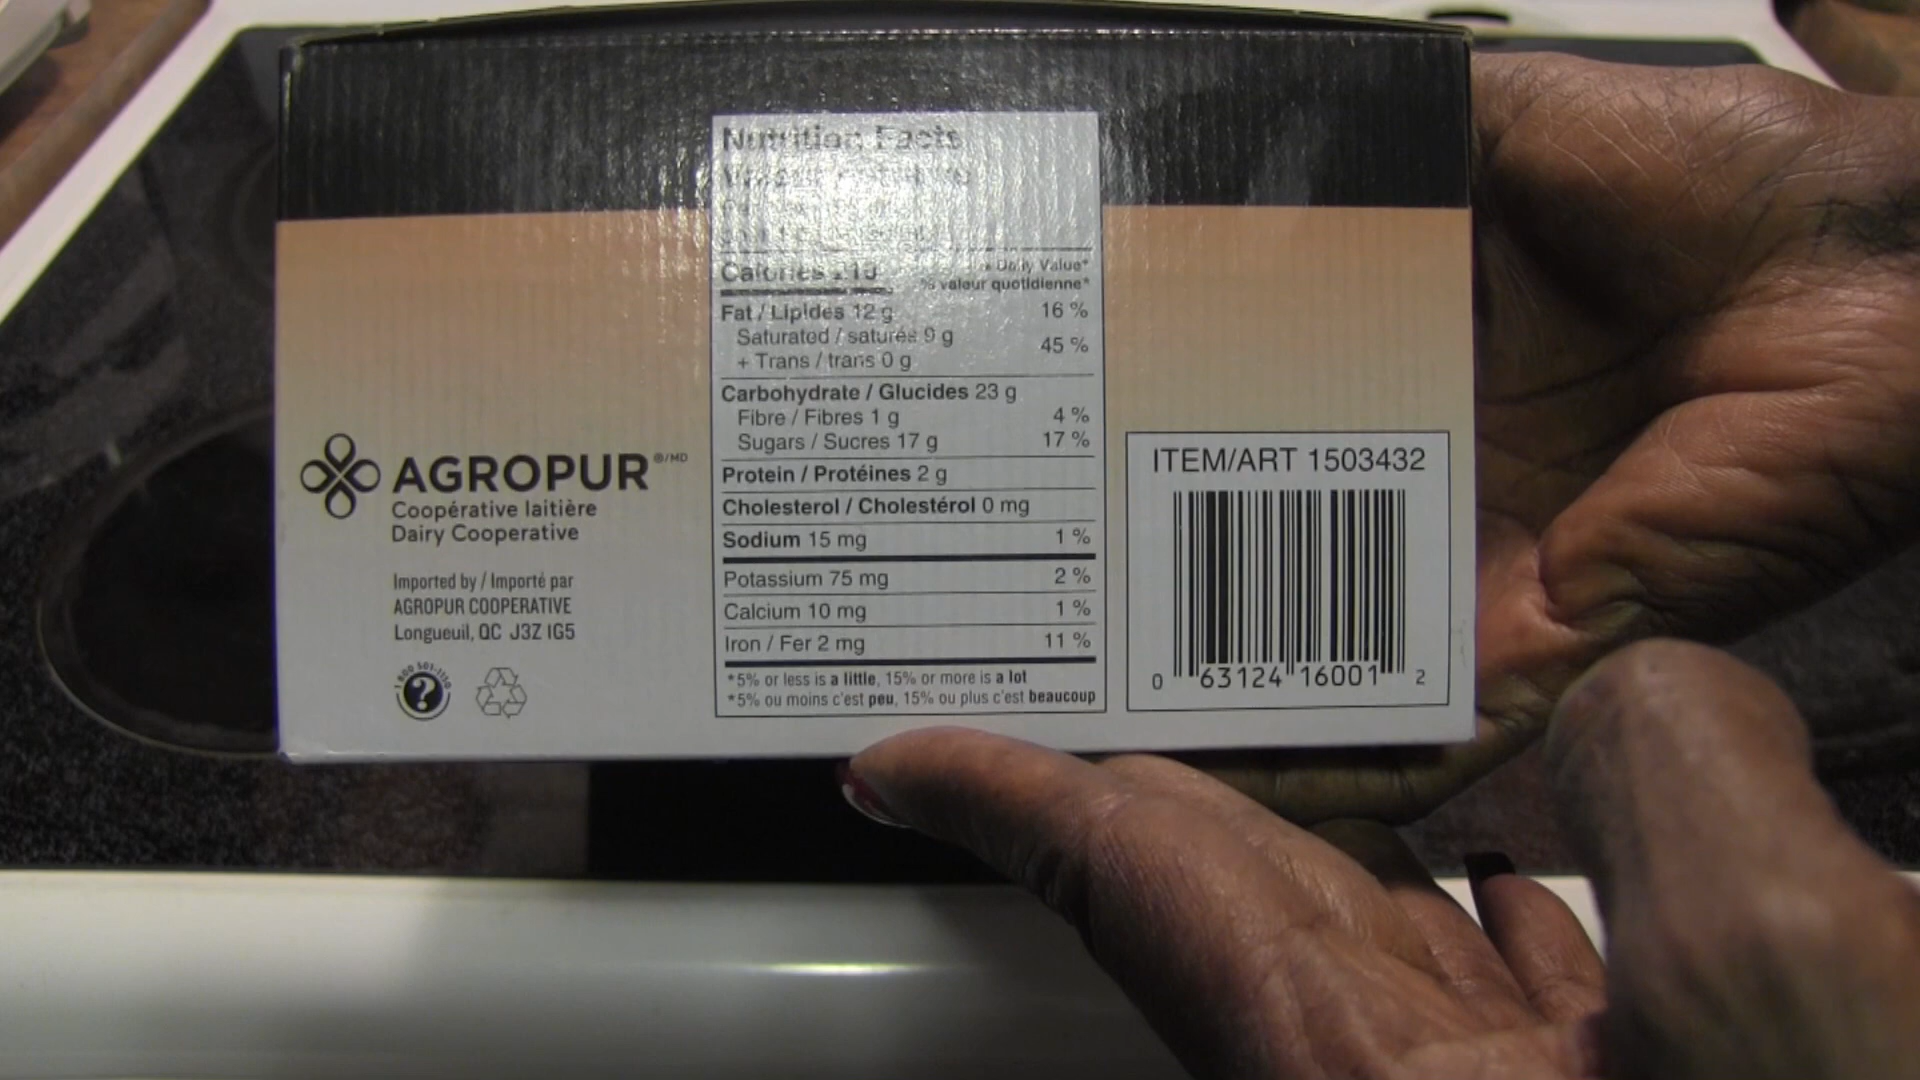 Nutrition Facts
Calories
% Daily Value*
% valeur quotidienne*
Fat / Lipides 12 g 16 %
Saturated / saturés 9 g
+ Trans / trans 0 g
45 %
Carbohydrate / Glucides 23 g
Fibre / Fibres 1 g 4 %
Sugars / Sucres 17 g 17 %
Protein / Protéines 2 g
Cholesterol / Cholestérol 0 mg
Sodium 15 mg 1 %
Potassium 75 mg 2 %
Calcium 10 mg 1 %
Iron / Fer 2 mg 11 %
*5% or less is a little, 15% or more is a lot
*5% ou moins c'est peu, 15% ou plus c'est beaucoup
AGROPUR ®/MD
Coopérative laitière
Dairy Cooperative
Imported by / Importé par
AGROPUR COOPERATIVE
Longueuil, QC J3Z 1G5
1 800 501-1150
?
ITEM/ART 1503432
0 63124 16001 2